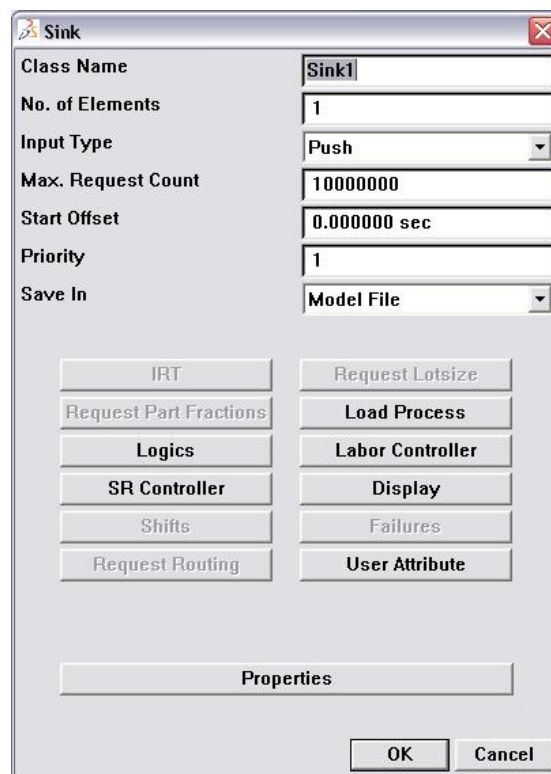 Sink
Class Name Sink1
No. of Elements 1
Input Type Push
Max. Request Count 10000000
Start Offset 0.000000 sec
Priority 1
Save In Model File
IRT Request Lotsize
Request Part Fractions Load Process
Logics Labor Controller
SR Controller Display
Shifts Failures
Request Routing User Attribute
Properties
OK Cancel